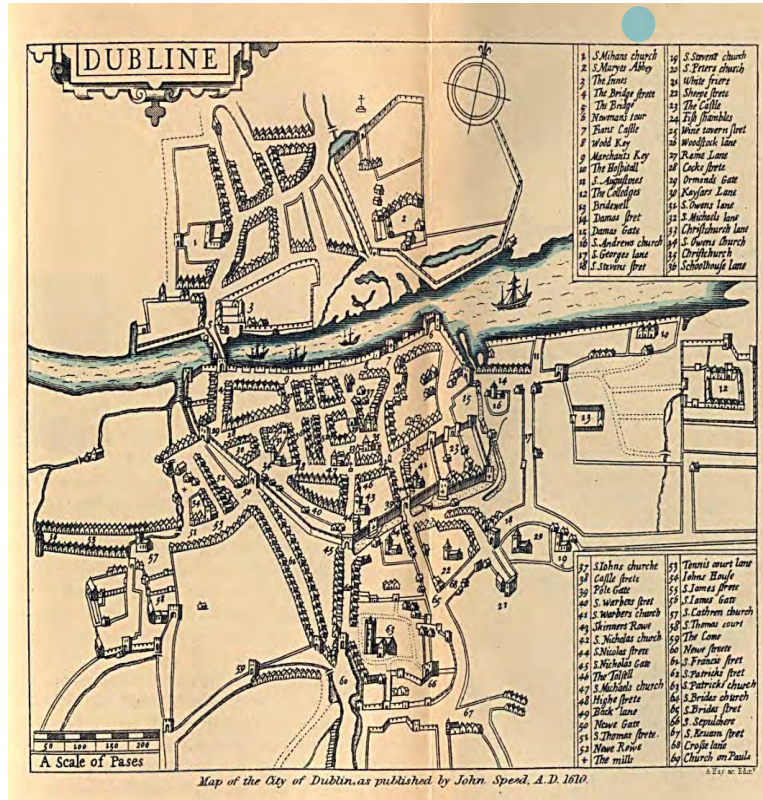 DUBLINE
1 S.Mihans church
2 S.Maryes Abbey
3 The Innes
4 The Bridge strete
5 The Bridge
6 Newmans tour
7 Fians Castle
8 Wood Key
9 Marchants Key
10 The Hospitall
11 S.Augustines
12 The Colledges
13 Bridewell
14 Damas stret
15 Damas Gate
16 S.Andrews church
17 S.Georges lane
18 S.Stevens stret
19 S.Stevens church
20 S.Peters church
21 White friers
22 Sheepe strete
23 The Castle
24 Fish shambles
25 Wine tavern stret
26 Woodstock lane
27 Rame Lane
28 Cocke strete
29 Ormonds Gate
30 Kaysars Lane
31 S.Owens lane
32 S.Michaels lane
33 Christchurch lane
34 S.Owens Church
35 Christchurch
36 Schoolhouse Lane
37 S.Iohns churche
38 Castle strete
39 Pole Gate
40 S.Warbers stret
41 S.Warbers church
42 S.Nicholas church
43 Skinners Rowe
44 S.Nicolas strete
45 S.Nicholas Gate
46 The Tolsell
47 S.Michaels church
48 Highe strete
49 Back lane
50 Newe Gate
51 S.Thomas strete.
52 Newe Rowe
+ The mills
53 Tennis court lane
54 Iohns House
55 S.Iames strete
56 S.Iames Gate
57 S.Cathren church
58 S.Thomas court
59 The Come
60 Newe streete
61 S.Francis stret
62 S.Patricks stret
63 S.Patricks church
64 S.Brides church
65 S.Brides stret
66 S.Sepulchers
67 S.Keuam stret
68 Crosse lane
69 Church on Pauls
50 100 150 200
A Scale of Pases
Map of the City of Dublin, as published by John Speed, A.D. 1610.